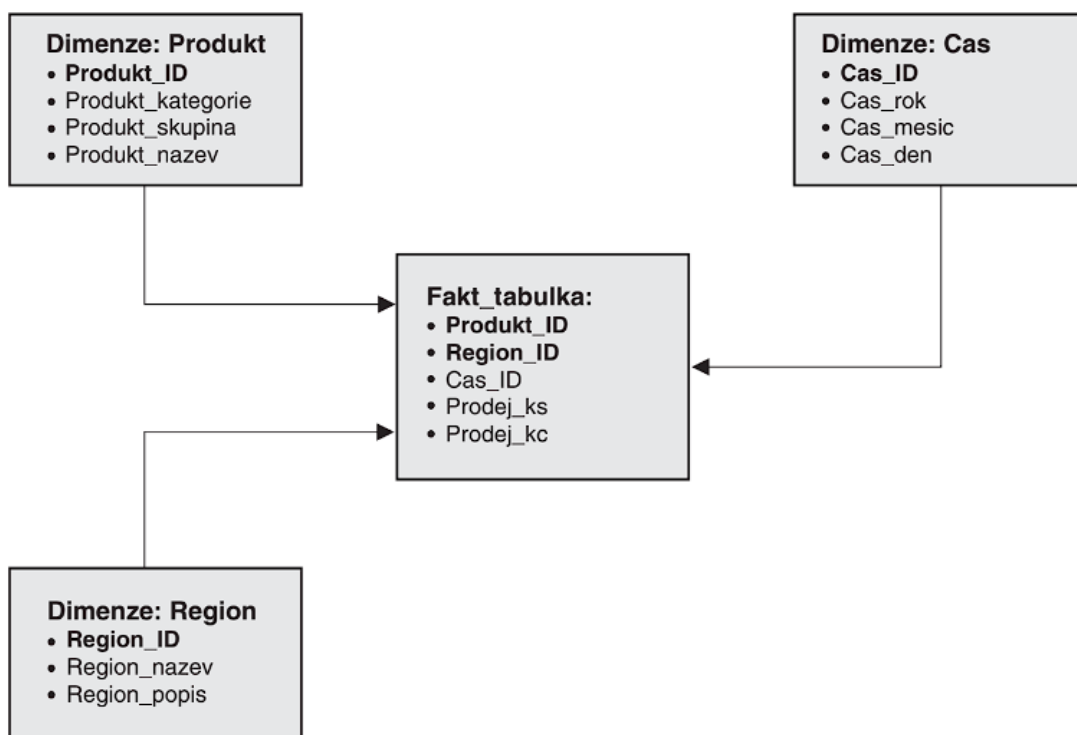 Dimenze: Produkt
• Produkt_ID
• Produkt_kategorie
• Produkt_skupina
• Produkt_nazev
Dimenze: Cas
• Cas_ID
• Cas_rok
• Cas_mesic
• Cas_den
Fakt_tabulka:
• Produkt_ID
• Region_ID
• Cas_ID
• Prodej_ks
• Prodej_kc
Dimenze: Region
• Region_ID
• Region_nazev
• Region_popis